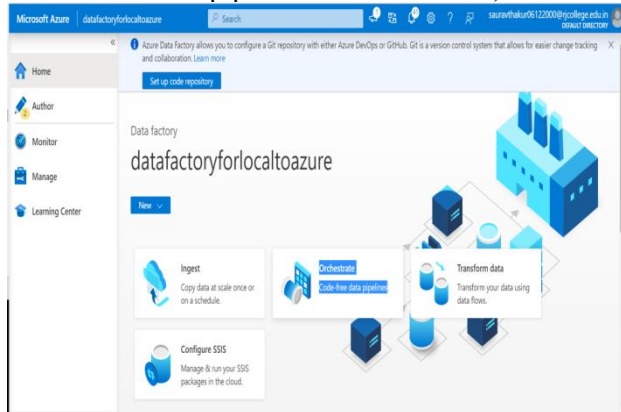 Microsoft Azure | datafactoryforlocaltoazure
Search
sauravthakur06122000@rjcollege.edu.in
DEFAULT DIRECTORY
Azure Data Factory allows you to configure a Git repository with either Azure DevOps or GitHub. Git is a version control system that allows for easier change tracking
and collaboration. Learn more
Set up code repository
Home
Author
2
Monitor
Manage
Learning Center
Data factory
datafactoryforlocaltoazure
New
Ingest
Copy data at scale once or
on a schedule.
Orchestrate
Code-free data pipelines
Transform data
Transform your data using
data flows.
Configure SSIS
Manage & run your SSIS
packages in the cloud.